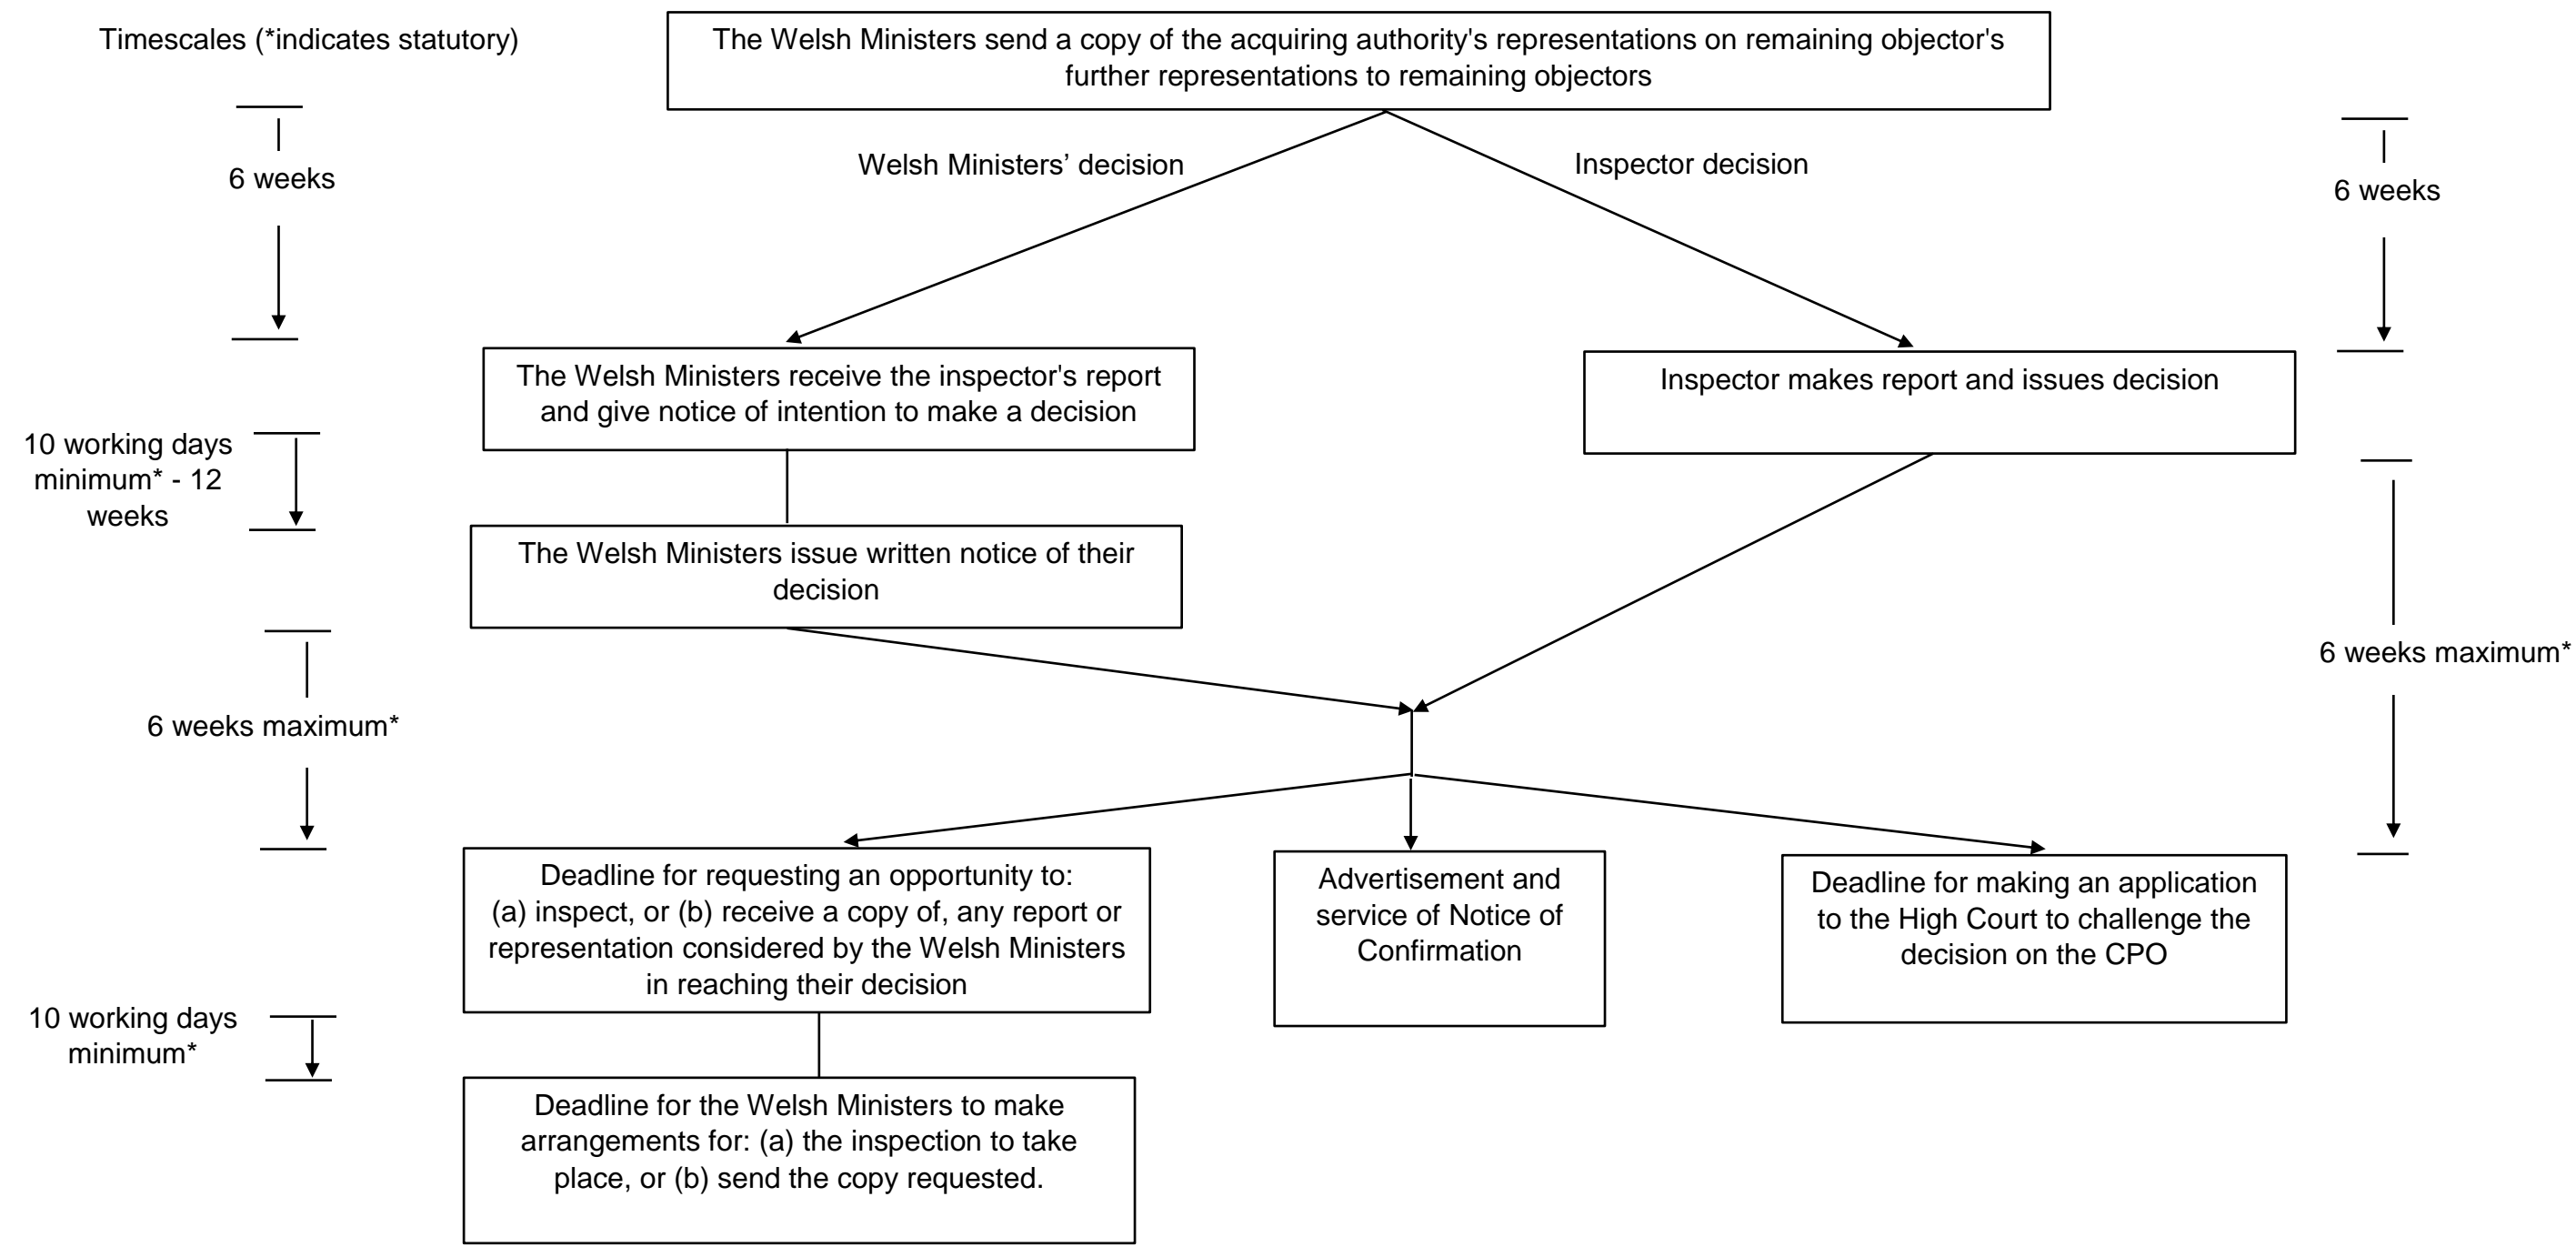 Timescales (*indicates statutory)
The Welsh Ministers send a copy of the acquiring authority's representations on remaining objector's
further representations to remaining objectors
Welsh Ministers’ decision
Inspector decision
6 weeks
6 weeks
The Welsh Ministers receive the inspector's report
and give notice of intention to make a decision
Inspector makes report and issues decision
10 working days
minimum* - 12
weeks
The Welsh Ministers issue written notice of their
decision
6 weeks maximum*
6 weeks maximum*
Deadline for requesting an opportunity to:
(a) inspect, or (b) receive a copy of, any report or
representation considered by the Welsh Ministers
in reaching their decision
Advertisement and
service of Notice of
Confirmation
Deadline for making an application
to the High Court to challenge the
decision on the CPO
10 working days
minimum*
Deadline for the Welsh Ministers to make
arrangements for: (a) the inspection to take
place, or (b) send the copy requested.